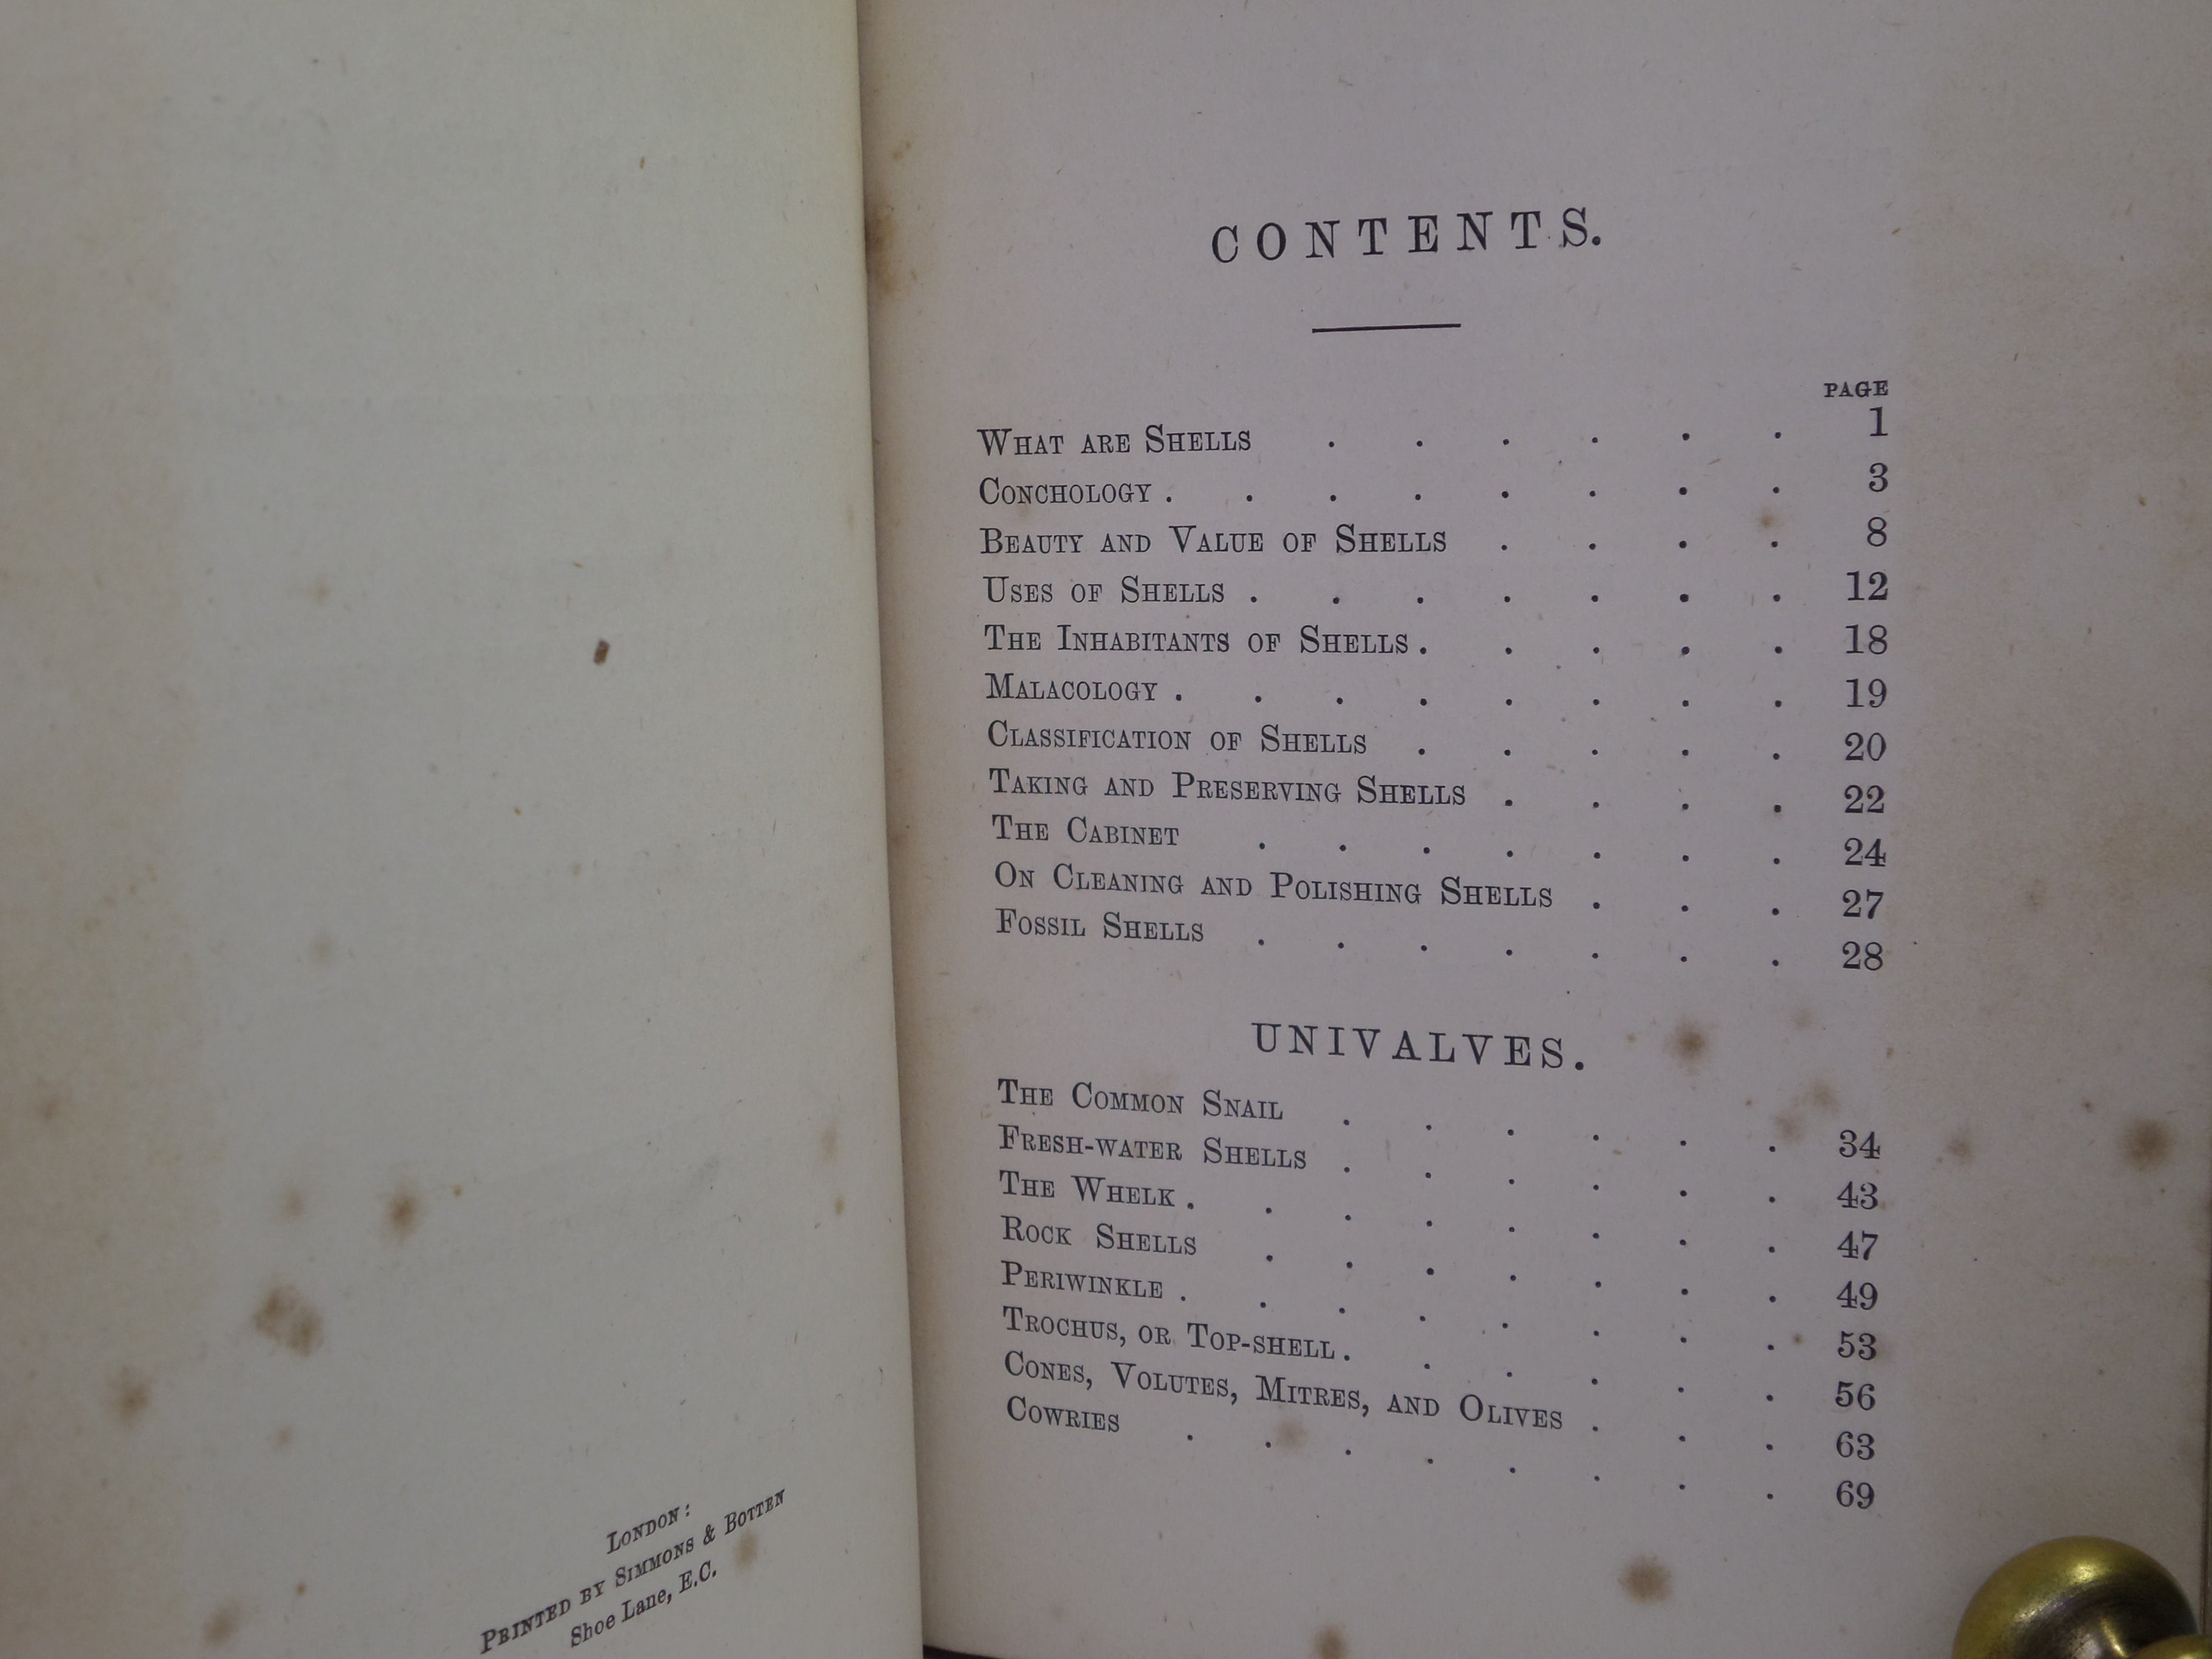 London:
Printed by Simmons & Botten
Shoe Lane, E.C.
CONTENTS.
PAGE
What are Shells . . . . . . 1
Conchology . . . . . . . . 3
Beauty and Value of Shells . . . . 8
Uses of Shells . . . . . . . 12
The Inhabitants of Shells . . . . . 18
Malacology . . . . . . . . 19
Classification of Shells . . . . . 20
Taking and Preserving Shells . . . . 22
The Cabinet . . . . . . . 24
On Cleaning and Polishing Shells . . . 27
Fossil Shells . . . . . . . 28
UNIVALVES.
The Common Snail . . . . . . 34
Fresh-water Shells . . . . . . 43
The Whelk . . . . . . . . 47
Rock Shells . . . . . . . 49
Periwinkle . . . . . . . . 53
Trochus, or Top-shell . . . . . . 56
Cones, Volutes, Mitres, and Olives . . . 63
Cowries . . . . . . . . 69